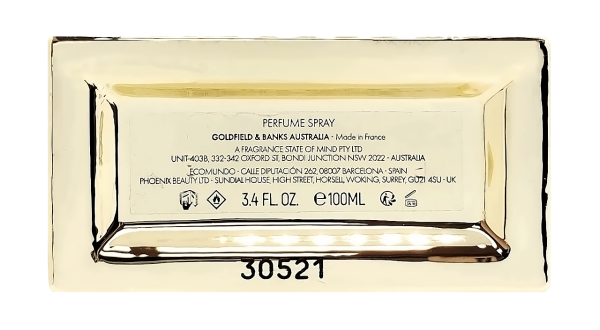 PERFUME SPRAY
GOLDFIELD & BANKS AUSTRALIA - Made in France
A FRAGRANCE STATE OF MIND PTY LTD
UNIT-403B, 332-342 OXFORD ST, BONDI JUNCTION NSW 2022 - AUSTRALIA
ECOMUNDO - CALLE DIPUTACIÓN 262, 08007 BARCELONA - SPAIN
PHOENIX BEAUTY LTD - SUNDIAL HOUSE, HIGH STREET, HORSELL, WOKING, SURREY, GU21 4SU - UK
3.4 FL. OZ. ℮100ML
30521